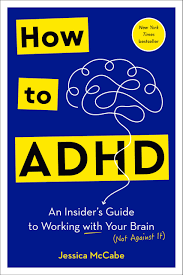 How
to
ADHD
New York
Times
bestseller
An Insider's Guide
to Working with Your Brain
(Not Against It)
Jessica McCabe